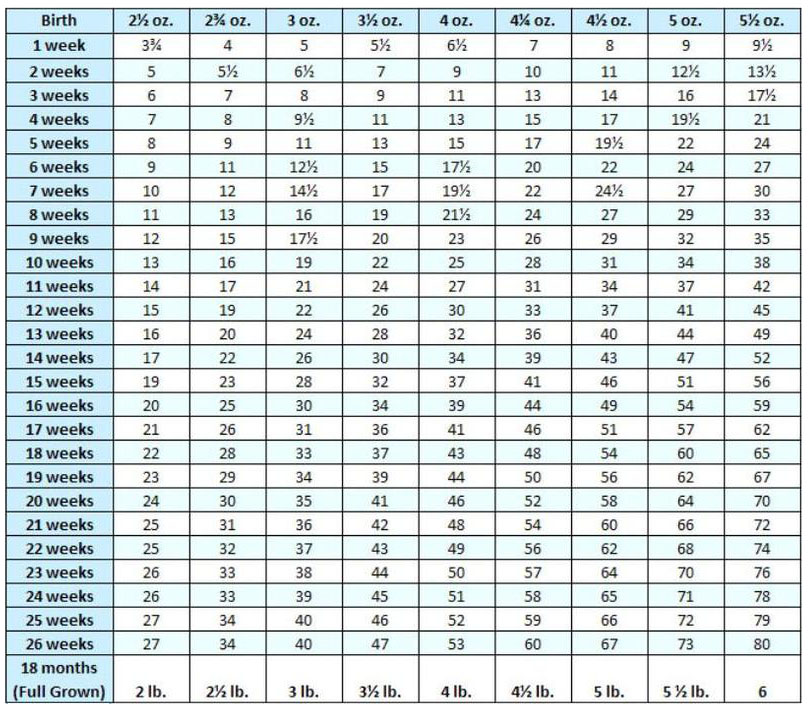 Birth 2½ oz. 2¾ oz. 3 oz. 3½ oz. 4 oz. 4¼ oz. 4½ oz. 5 oz. 5½ oz.
1 week 3¾ 4 5 5½ 6½ 7 8 9 9½
2 weeks 5 5½ 6½ 7 9 10 11 12½ 13½
3 weeks 6 7 8 9 11 13 14 16 17½
4 weeks 7 8 9½ 11 13 15 17 19½ 21
5 weeks 8 9 11 13 15 17 19½ 22 24
6 weeks 9 11 12½ 15 17½ 20 22 24 27
7 weeks 10 12 14½ 17 19½ 22 24½ 27 30
8 weeks 11 13 16 19 21½ 24 27 29 33
9 weeks 12 15 17½ 20 23 26 29 32 35
10 weeks 13 16 19 22 25 28 31 34 38
11 weeks 14 17 21 24 27 31 34 37 42
12 weeks 15 19 22 26 30 33 37 41 45
13 weeks 16 20 24 28 32 36 40 44 49
14 weeks 17 22 26 30 34 39 43 47 52
15 weeks 19 23 28 32 37 41 46 51 56
16 weeks 20 25 30 34 39 44 49 54 59
17 weeks 21 26 31 36 41 46 51 57 62
18 weeks 22 28 33 37 43 48 54 60 65
19 weeks 23 29 34 39 44 50 56 62 67
20 weeks 24 30 35 41 46 52 58 64 70
21 weeks 25 31 36 42 48 54 60 66 72
22 weeks 25 32 37 43 49 56 62 68 74
23 weeks 26 33 38 44 50 57 64 70 76
24 weeks 26 33 39 45 51 58 65 71 78
25 weeks 27 34 40 46 52 59 66 72 79
26 weeks 27 34 40 47 53 60 67 73 80
18 months
(Full Grown) 2 lb. 2½ lb. 3 lb. 3½ lb. 4 lb. 4½ lb. 5 lb. 5 ½ lb. 6